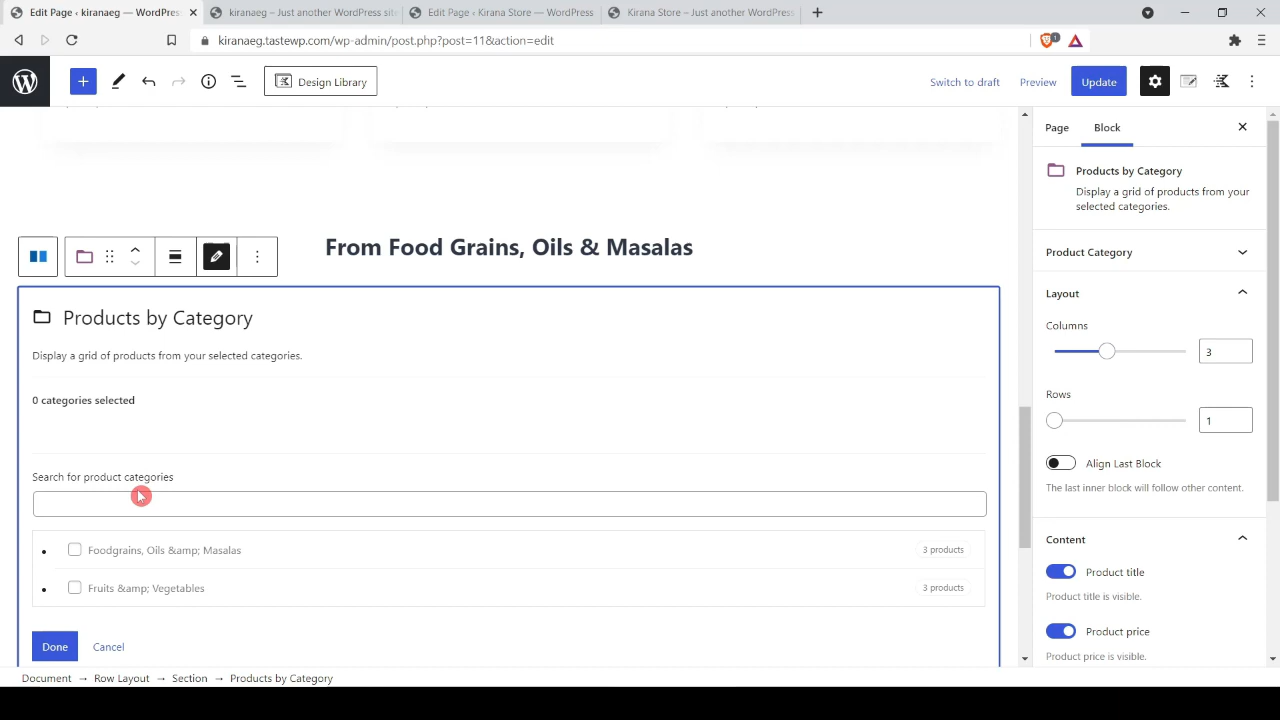 Edit Page ‹ kiranaeg — WordPres
kiranaeg – Just another WordPress site
Edit Page ‹ Kirana Store — WordPress
Kirana Store – Just another WordPress
kiranaeg.tastewp.com/wp-admin/post.php?post=11&action=edit
1
Design Library
Switch to draft
Preview
Update
Page
Block
Products by Category
Display a grid of products from your
selected categories.
From Food Grains, Oils & Masalas
Product Category
Layout
Products by Category
Columns
Display a grid of products from your selected categories.
3
0 categories selected
Rows
1
Align Last Block
Search for product categories
The last inner block will follow other content.
Content
Foodgrains, Oils &amp; Masalas
3 products
Product title
Fruits &amp; Vegetables
3 products
Product title is visible.
Product price
Done
Cancel
Product price is visible.
Document → Row Layout → Section → Products by Category